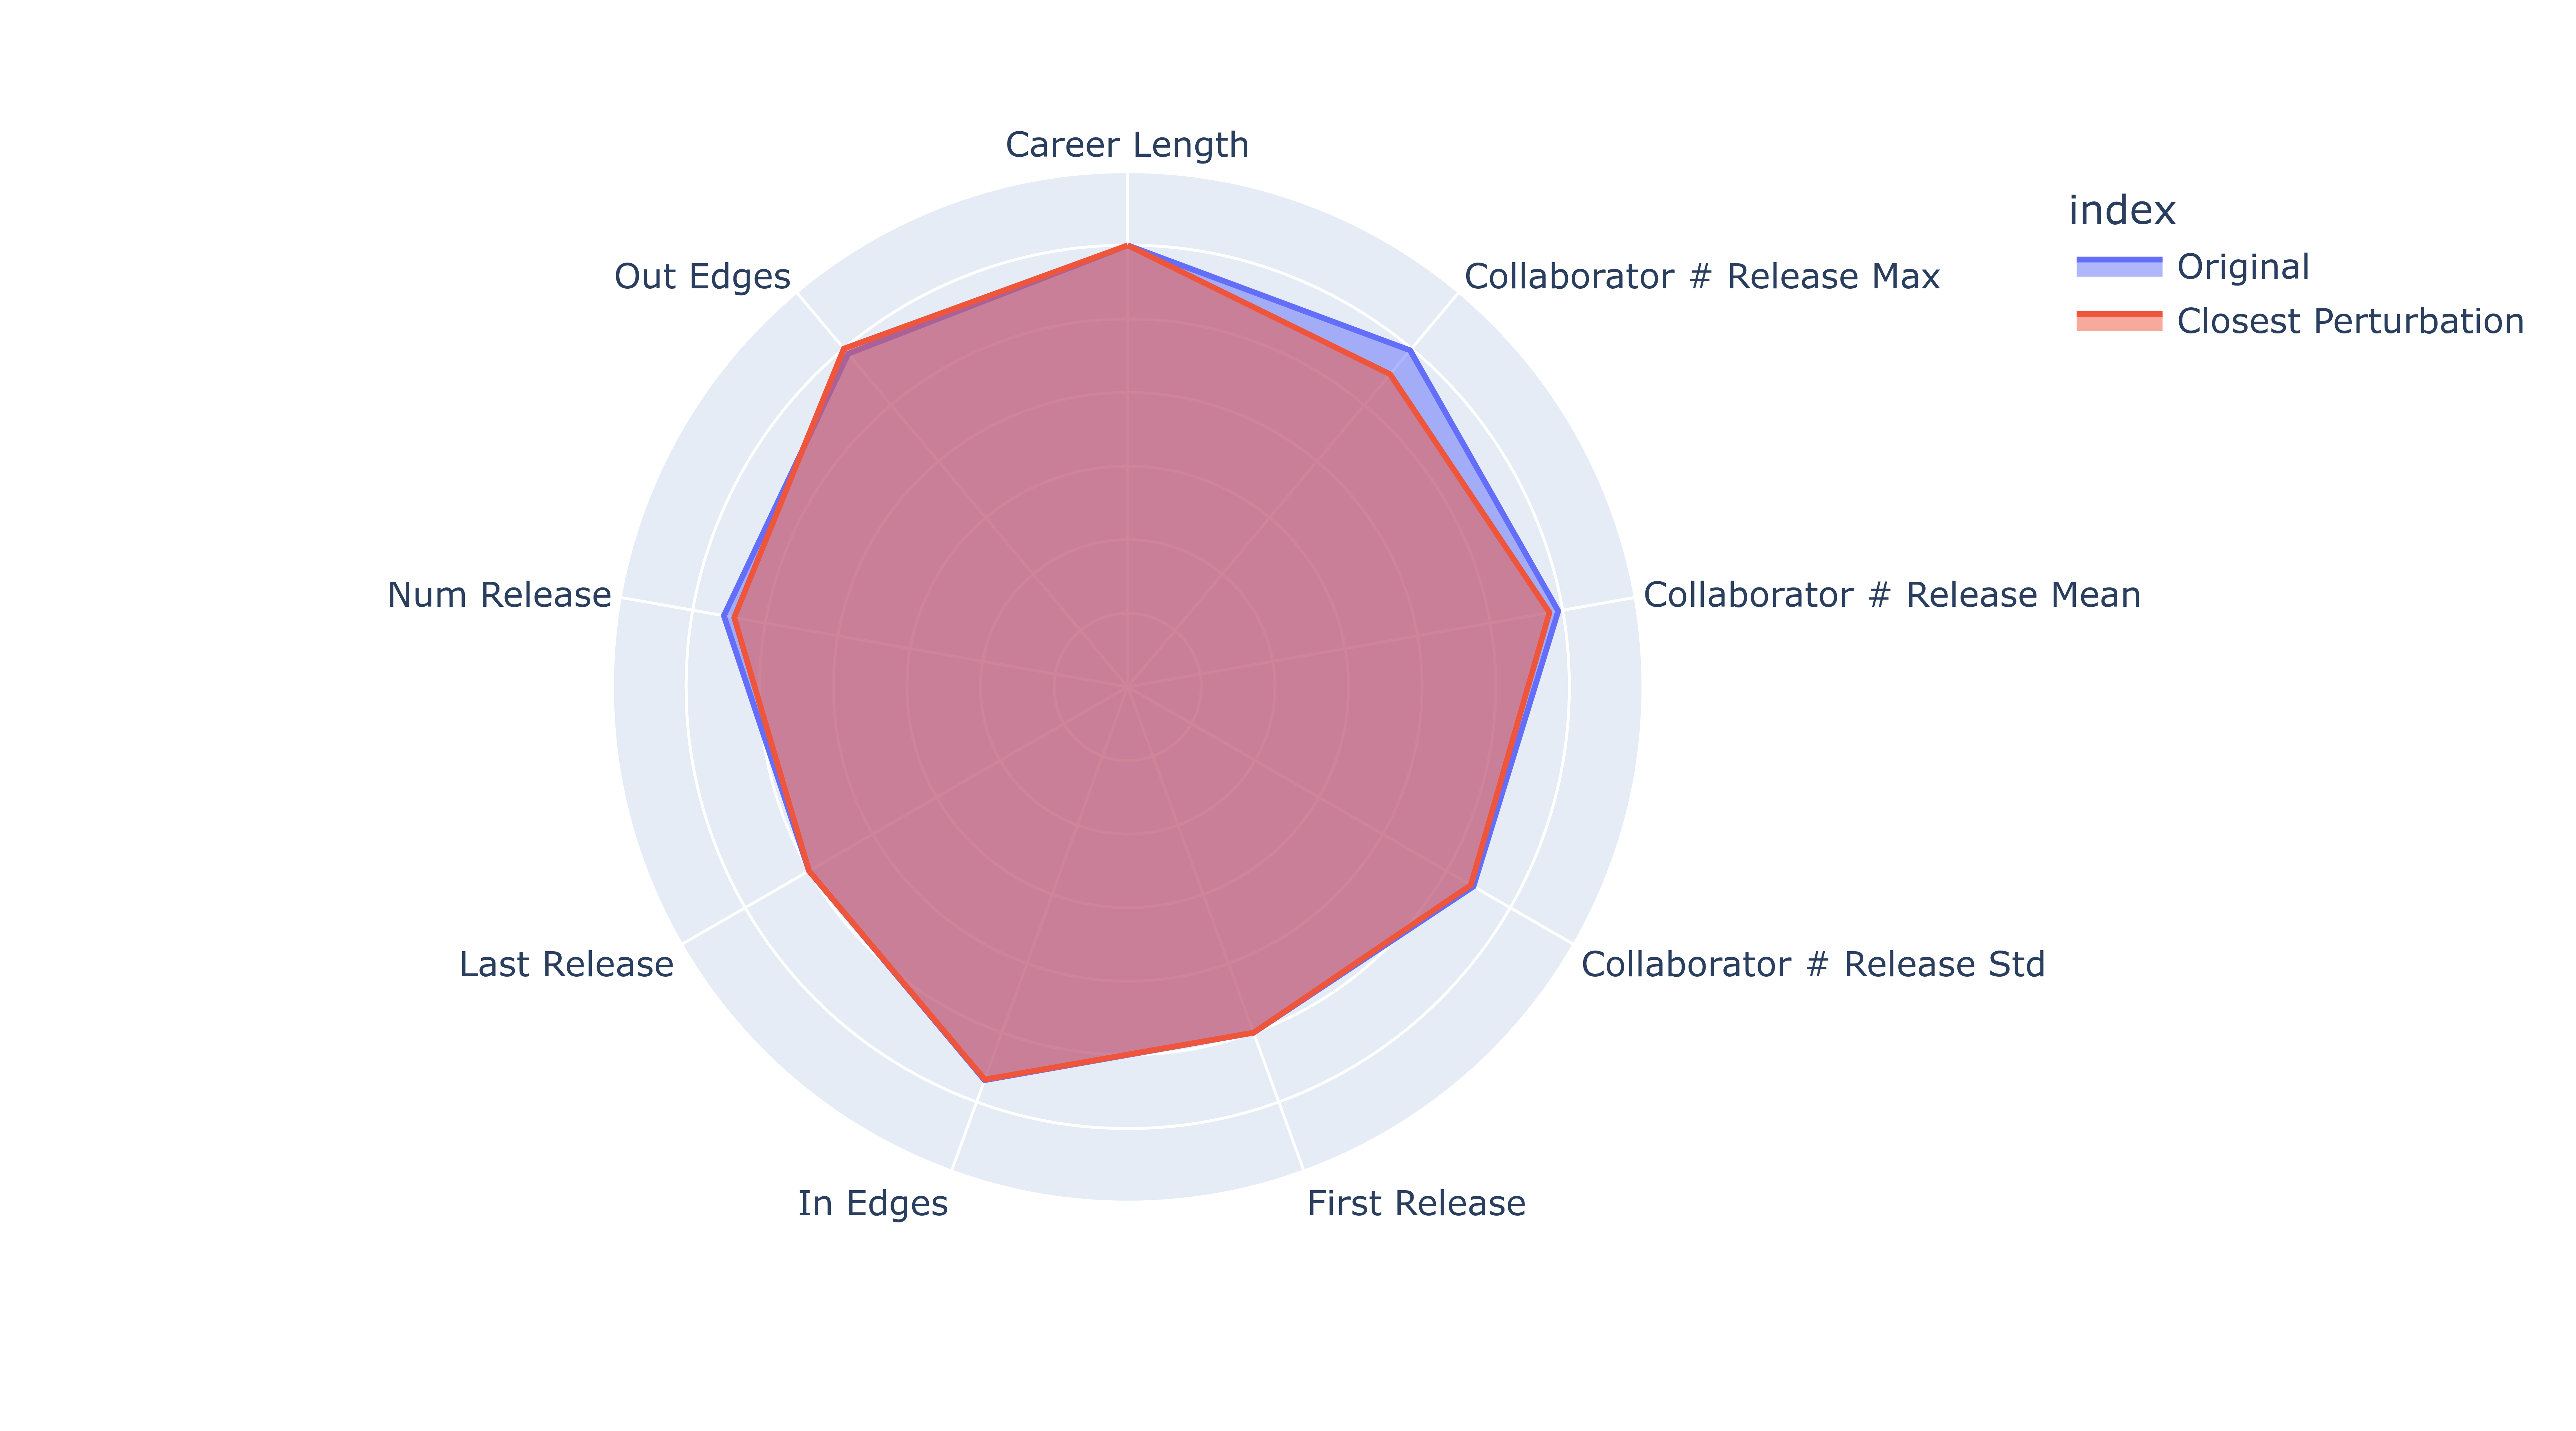 Career Length
Out Edges
Collaborator # Release Max
Num Release
Collaborator # Release Mean
Last Release
Collaborator # Release Std
In Edges
First Release
index
Original
Closest Perturbation